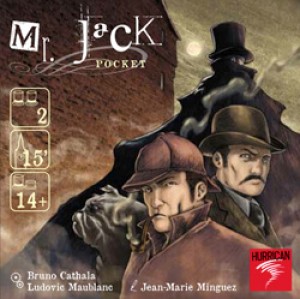 Mr. Jack
POCKET
2
15'
14+
HURRICAN
Bruno Cathala
Ludovic Maublanc
Jean-Marie Minguez